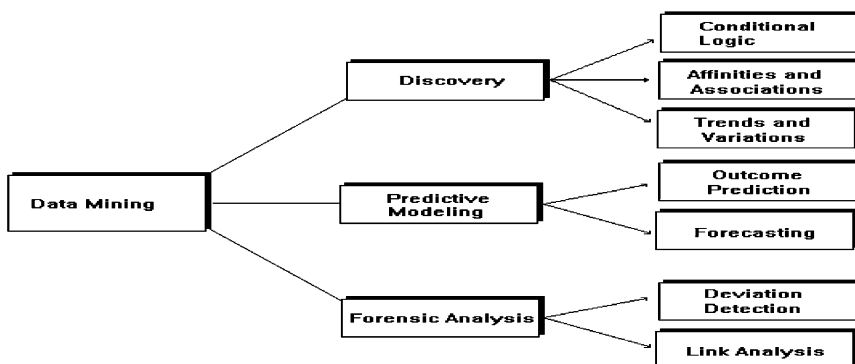 Data Mining
Discovery
Conditional
Logic
Affinities and
Associations
Trends and
Variations
Predictive
Modeling
Outcome
Prediction
Forecasting
Forensic Analysis
Deviation
Detection
Link Analysis